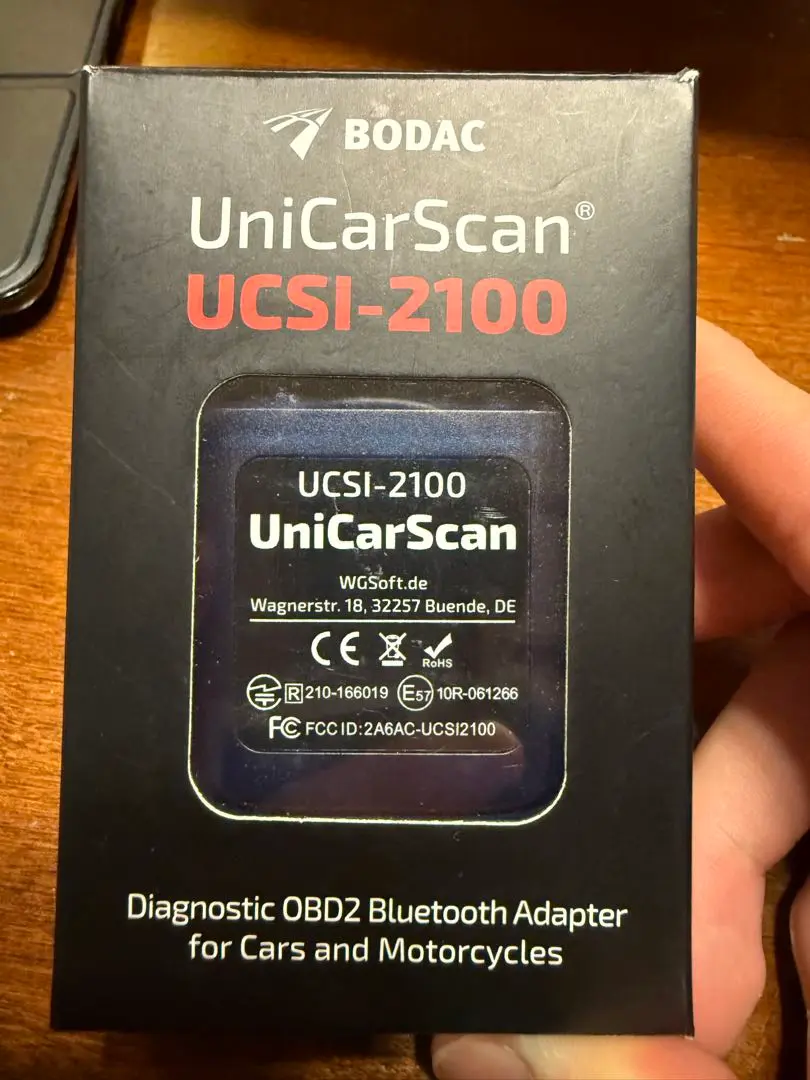 BODAC
UniCarScan®
UCSI-2100
UCSI-2100
UniCarScan
WGSoft.de
Wagnerstr. 18, 32257 Buende, DE
CE RoHS
R 210-166019 E57 10R-061266
FC FCC ID:2A6AC-UCSI2100
Diagnostic OBD2 Bluetooth Adapter
for Cars and Motorcycles